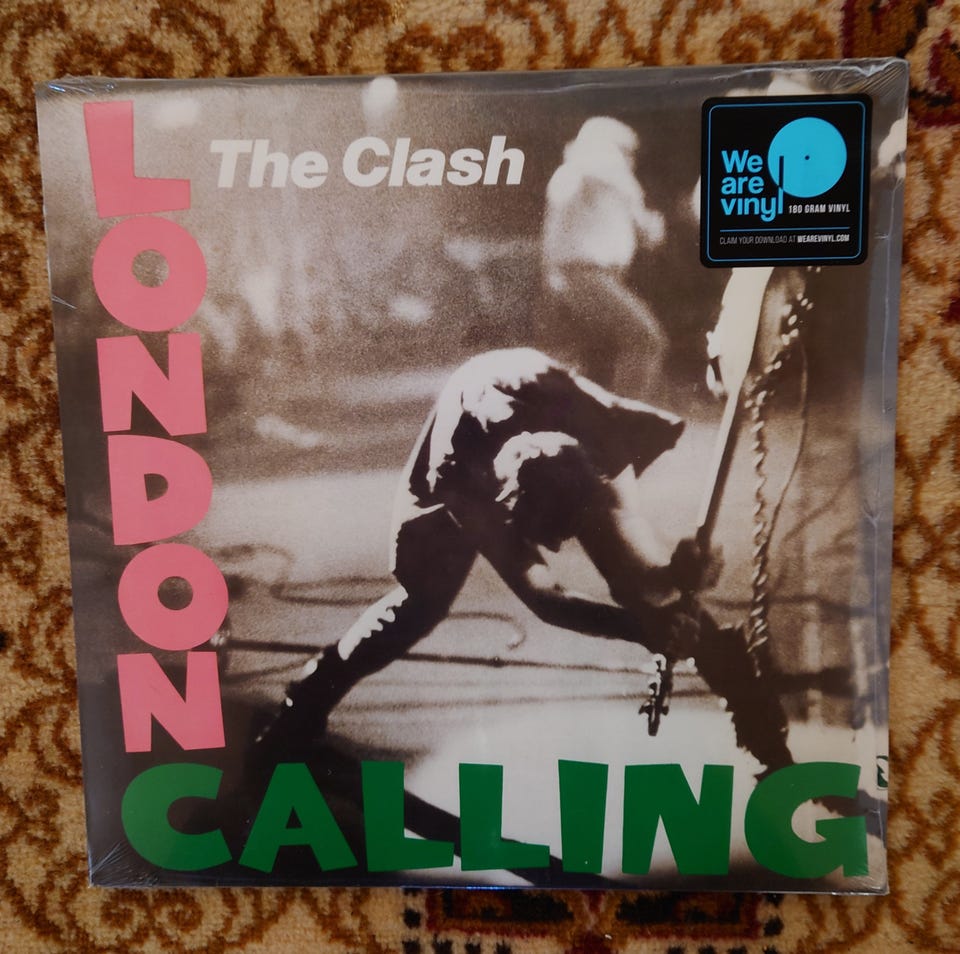 The Clash
LONDON
CALLING
We
are
vinyl
180 GRAM VINYL
CLAIM YOUR DOWNLOAD AT WEAREVINYL.COM